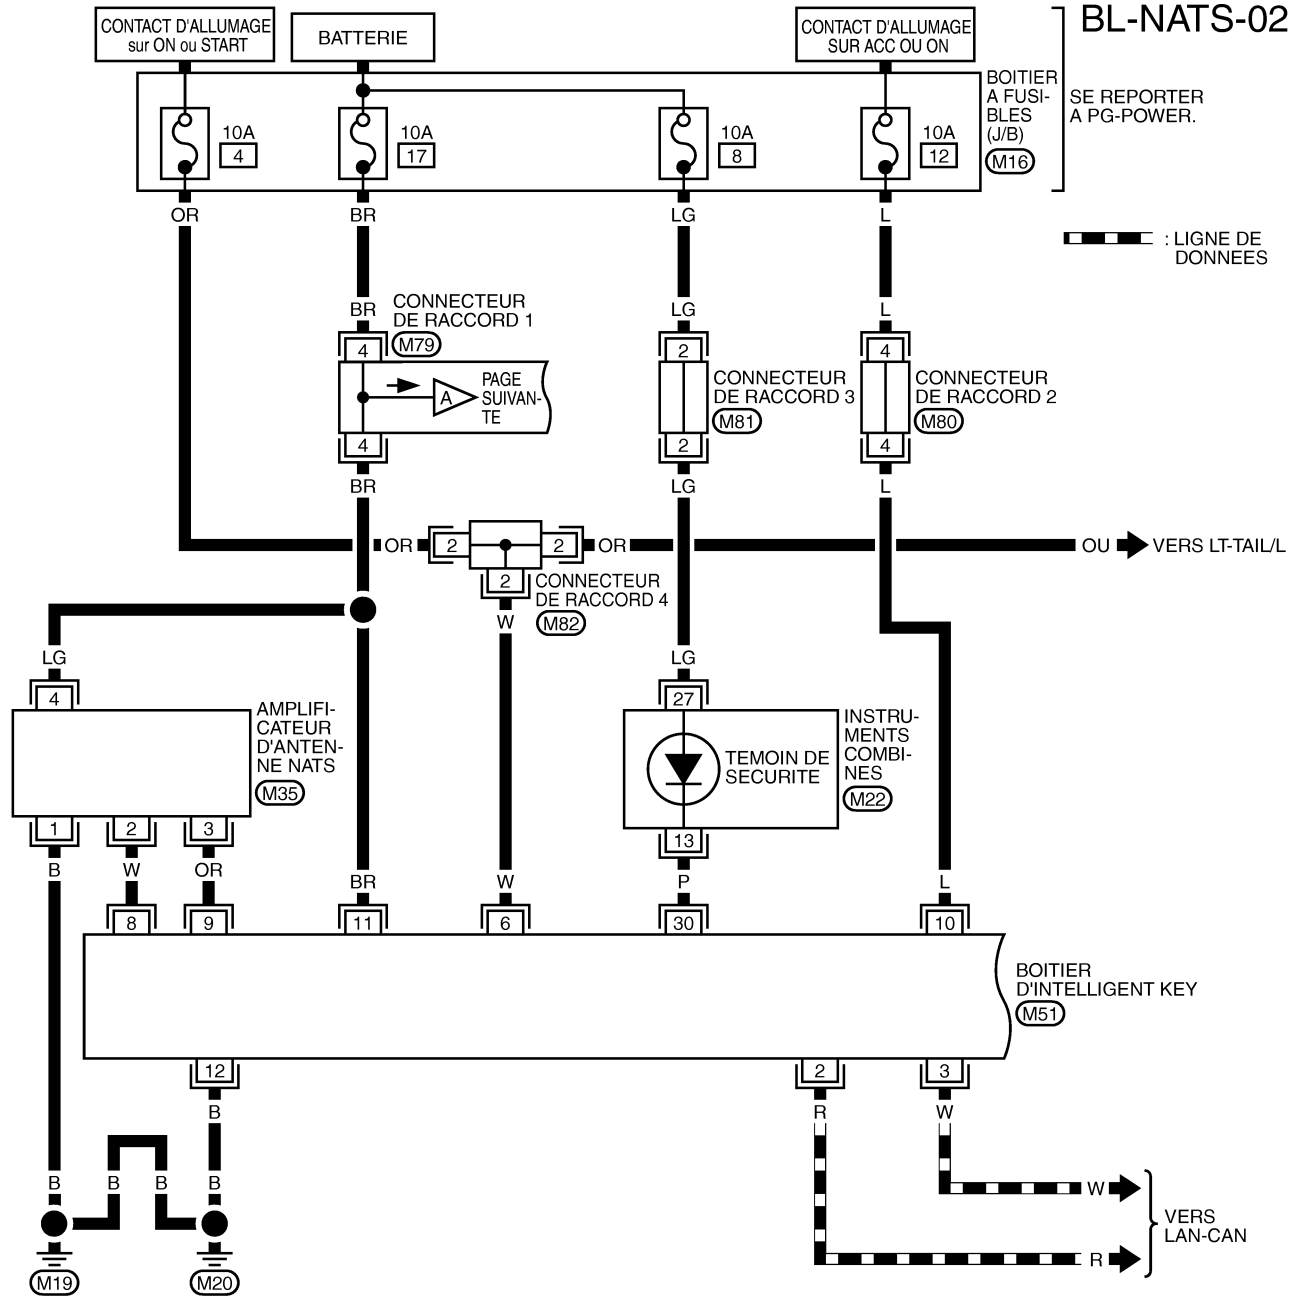 BL-NATS-02
CONTACT D'ALLUMAGE
sur ON ou START
BATTERIE
CONTACT D'ALLUMAGE
SUR ACC OU ON
BOITIER
A FUSI-
BLES
(J/B)
M16
SE REPORTER
A PG-POWER.
10A
4
10A
17
10A
8
10A
12
OR
BR
LG
L
: LIGNE DE
DONNEES
BR
LG
L
CONNECTEUR
DE RACCORD 1
M79
4
2
4
A
PAGE
SUIVAN-
TE
CONNECTEUR
DE RACCORD 3
M81
CONNECTEUR
DE RACCORD 2
M80
4
2
4
BR
LG
L
OR
2
2
OR
OU
VERS LT-TAIL/L
2
CONNECTEUR
DE RACCORD 4
M82
W
LG
LG
4
27
AMPLIFI-
CATEUR
D'ANTEN-
NE NATS
M35
TEMOIN DE
SECURITE
INSTRU-
MENTS
COMBI-
NES
M22
1
2
3
13
B
W
OR
BR
W
P
L
8
9
11
6
30
10
BOITIER
D'INTELLIGENT KEY
M51
12
2
3
B
R
W
B
B
B
B
W
R
VERS
LAN-CAN
M19
M20